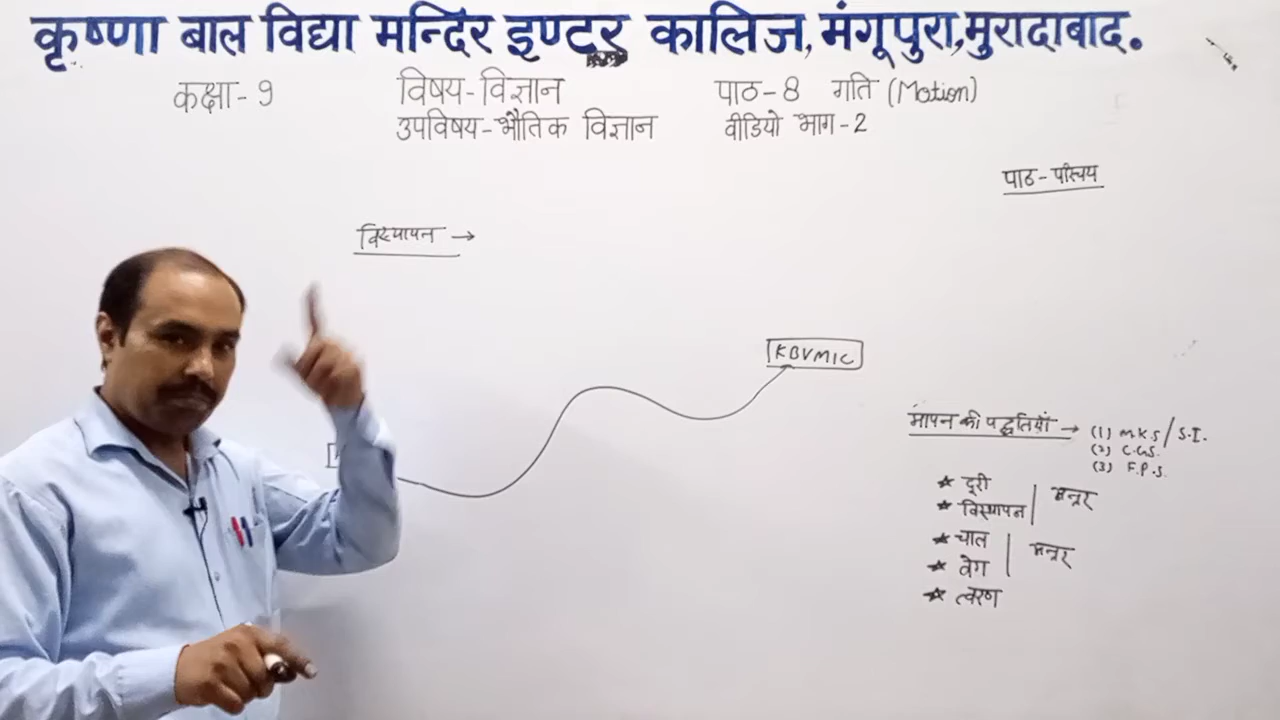 कृष्णा बाल विद्या मन्दिर इण्टर कालिज, मंगूपुरा, मुरादाबाद.
कक्षा - 9 विषय - विज्ञान पाठ - 8 गति (Motion)
उपविषय - भौतिक विज्ञान वीडियो भाग - 2
पाठ - परिचय
विस्थापन →
KBVMIC
मापन की पद्धतियाँ → (1) M.K.S / S.I.
(2) C.G.S.
(3) F.P.S.
★ दूरी
★ विस्थापन | अन्तर
★ चाल
★ वेग | अन्तर
★ त्वरण